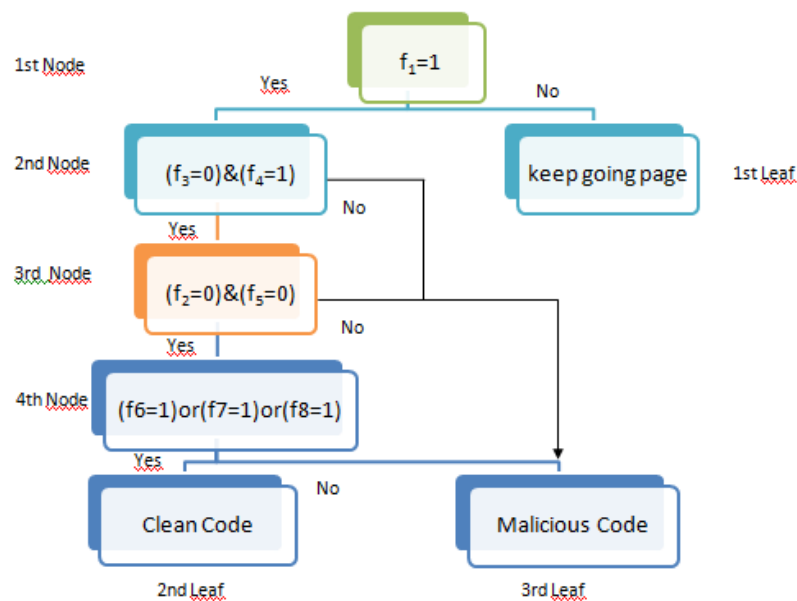 f₁=1
1st Node
Yes
No
2nd Node
(f₃=0)&(f₄=1)
keep going page
1st Leaf
No
Yes
3rd Node
(f₂=0)&(f₅=0)
No
Yes
4th Node
(f6=1)or(f7=1)or(f8=1)
Yes
No
Clean Code
Malicious Code
2nd Leaf
3rd Leaf